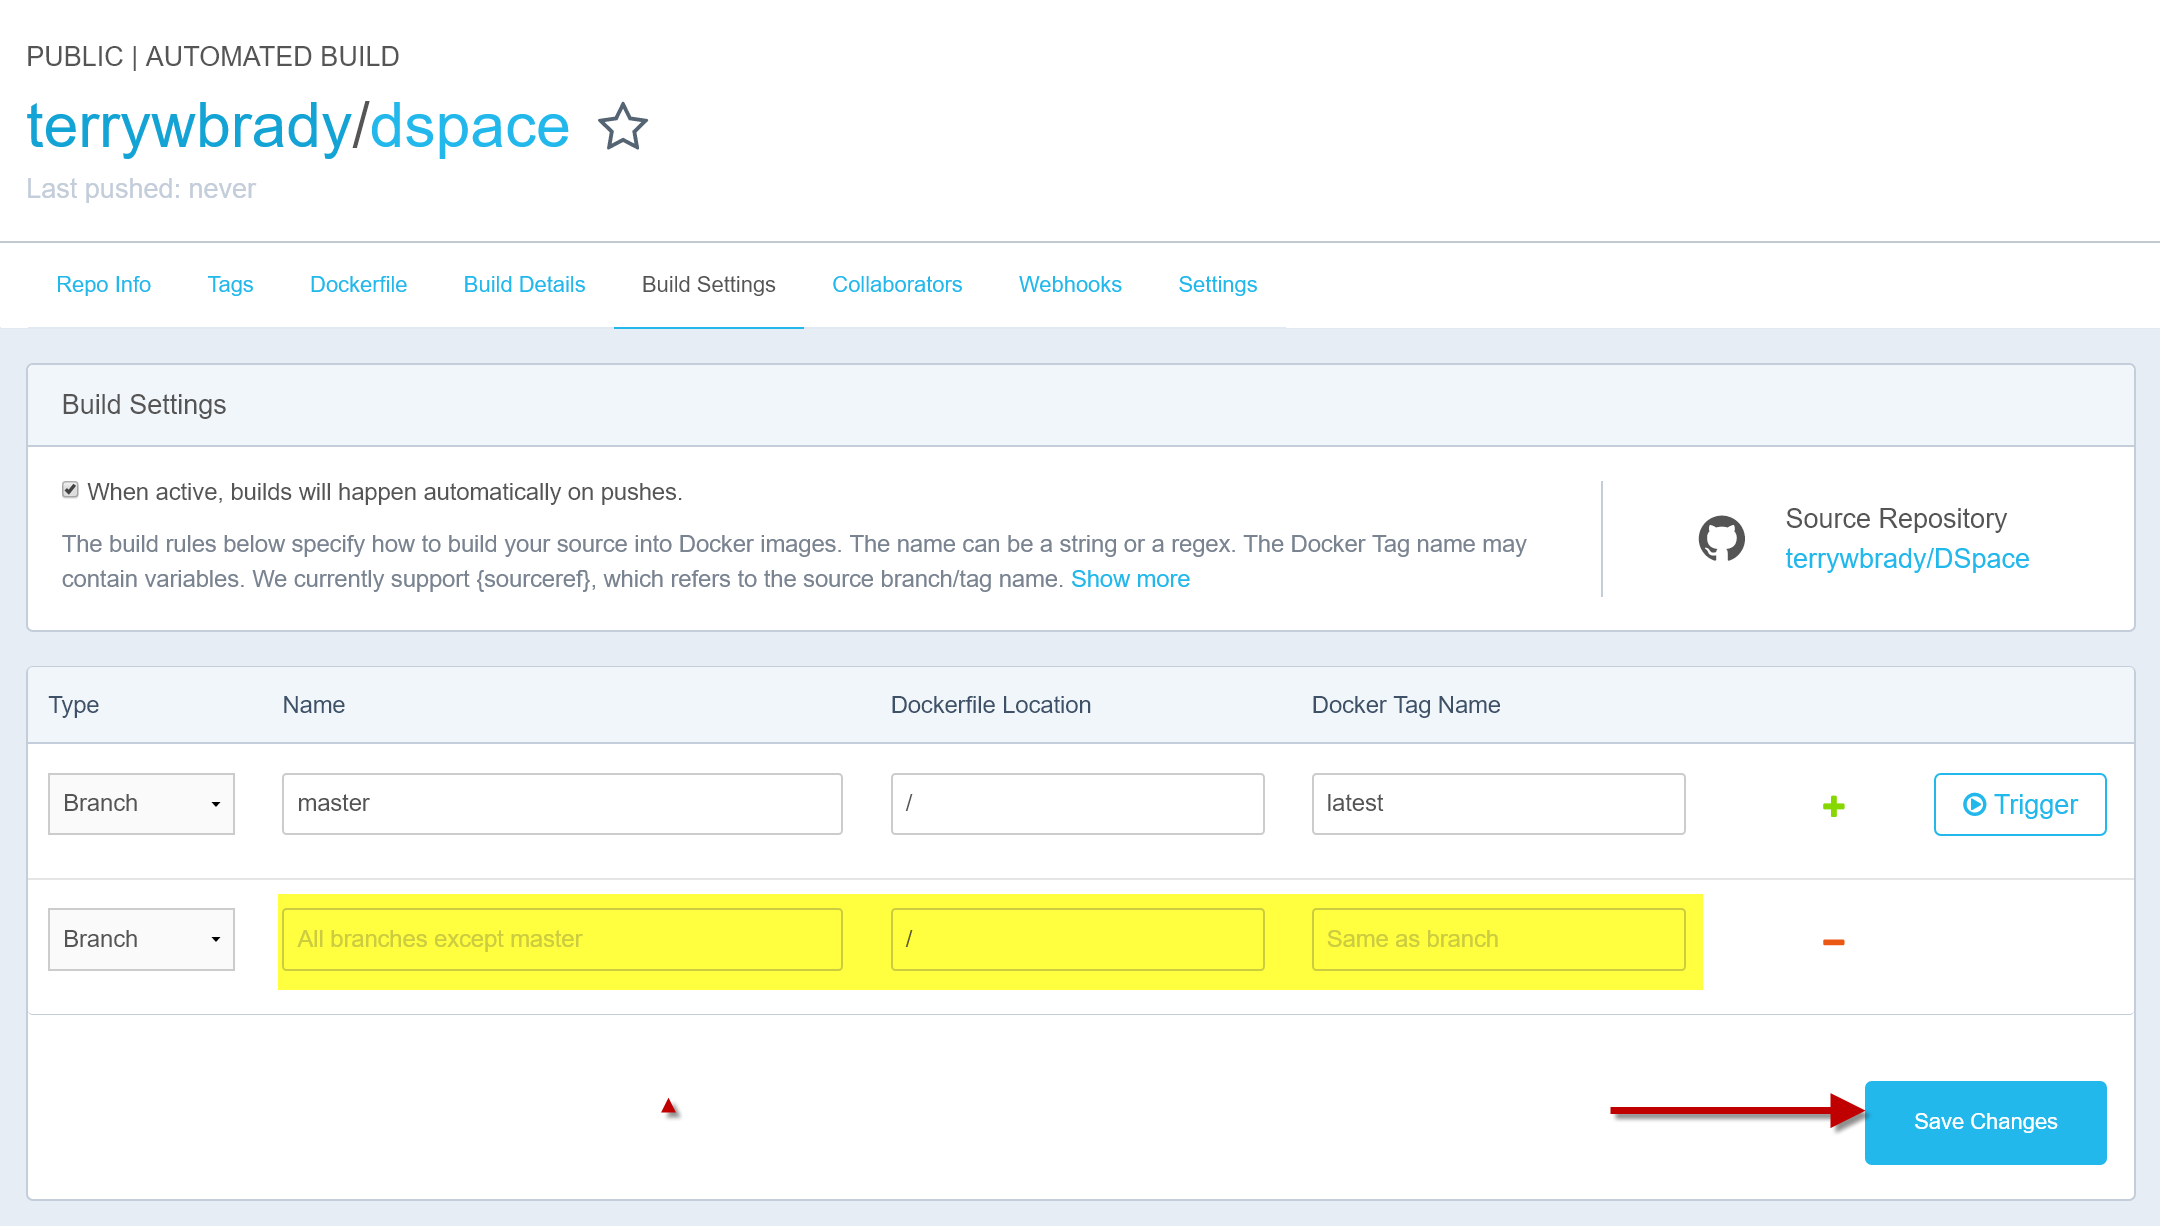 PUBLIC | AUTOMATED BUILD
terrywbrady/dspace
Last pushed: never
Repo Info Tags Dockerfile Build Details Build Settings Collaborators Webhooks Settings
Build Settings
When active, builds will happen automatically on pushes.
The build rules below specify how to build your source into Docker images. The name can be a string or a regex. The Docker Tag name may
contain variables. We currently support {sourceref}, which refers to the source branch/tag name. Show more
Source Repository
terrywbrady/DSpace
Type Name Dockerfile Location Docker Tag Name
Branch master / latest Trigger
Branch All branches except master / Same as branch
Save Changes